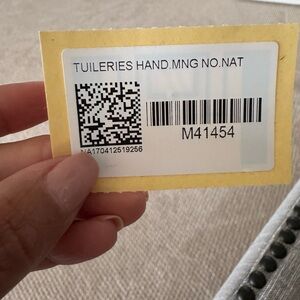 TUILERIES HAND.MNG NO.NAT
M41454
NA170412519256